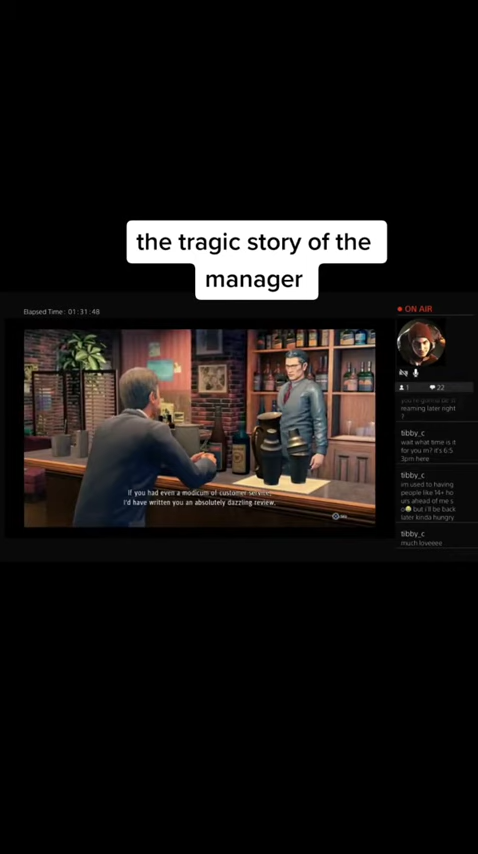 the tragic story of the
manager
Elapsed Time : 01:31:48
ON AIR
1
22
reaming later right
?
tibby_c
wait what time is it
for you rn? it's 6:5
3pm here
tibby_c
im used to having
people like 14+ ho
urs ahead of me s
o😂 but i'll be back
later kinda hungry
tibby_c
much loveeee
If you had even a modicum of customer service,
I'd have written you an absolutely dazzling review.